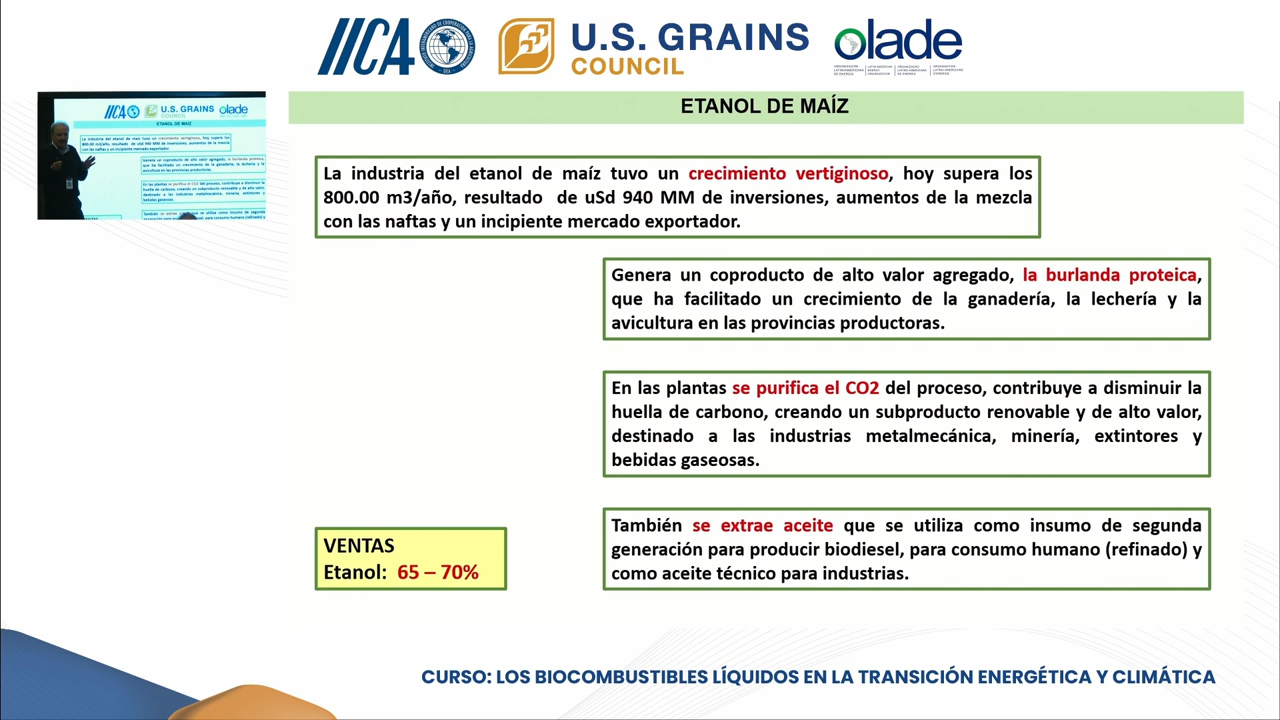 IICA
U.S. GRAINS
COUNCIL
olade
ETANOL DE MAÍZ
La industria del etanol de maíz tuvo un crecimiento vertiginoso, hoy supera los
800.00 m3/año, resultado de uSd 940 MM de inversiones, aumentos de la mezcla
con las naftas y un incipiente mercado exportador.
Genera un coproducto de alto valor agregado, la burlanda proteica,
que ha facilitado un crecimiento de la ganadería, la lechería y la
avicultura en las provincias productoras.
En las plantas se purifica el CO2 del proceso, contribuye a disminuir la
huella de carbono, creando un subproducto renovable y de alto valor,
destinado a las industrias metalmecánica, minería, extintores y
bebidas gaseosas.
También se extrae aceite que se utiliza como insumo de segunda
generación para producir biodiesel, para consumo humano (refinado) y
como aceite técnico para industrias.
VENTAS
Etanol: 65 – 70%
CURSO: LOS BIOCOMBUSTIBLES LÍQUIDOS EN LA TRANSICIÓN ENERGÉTICA Y CLIMÁTICA